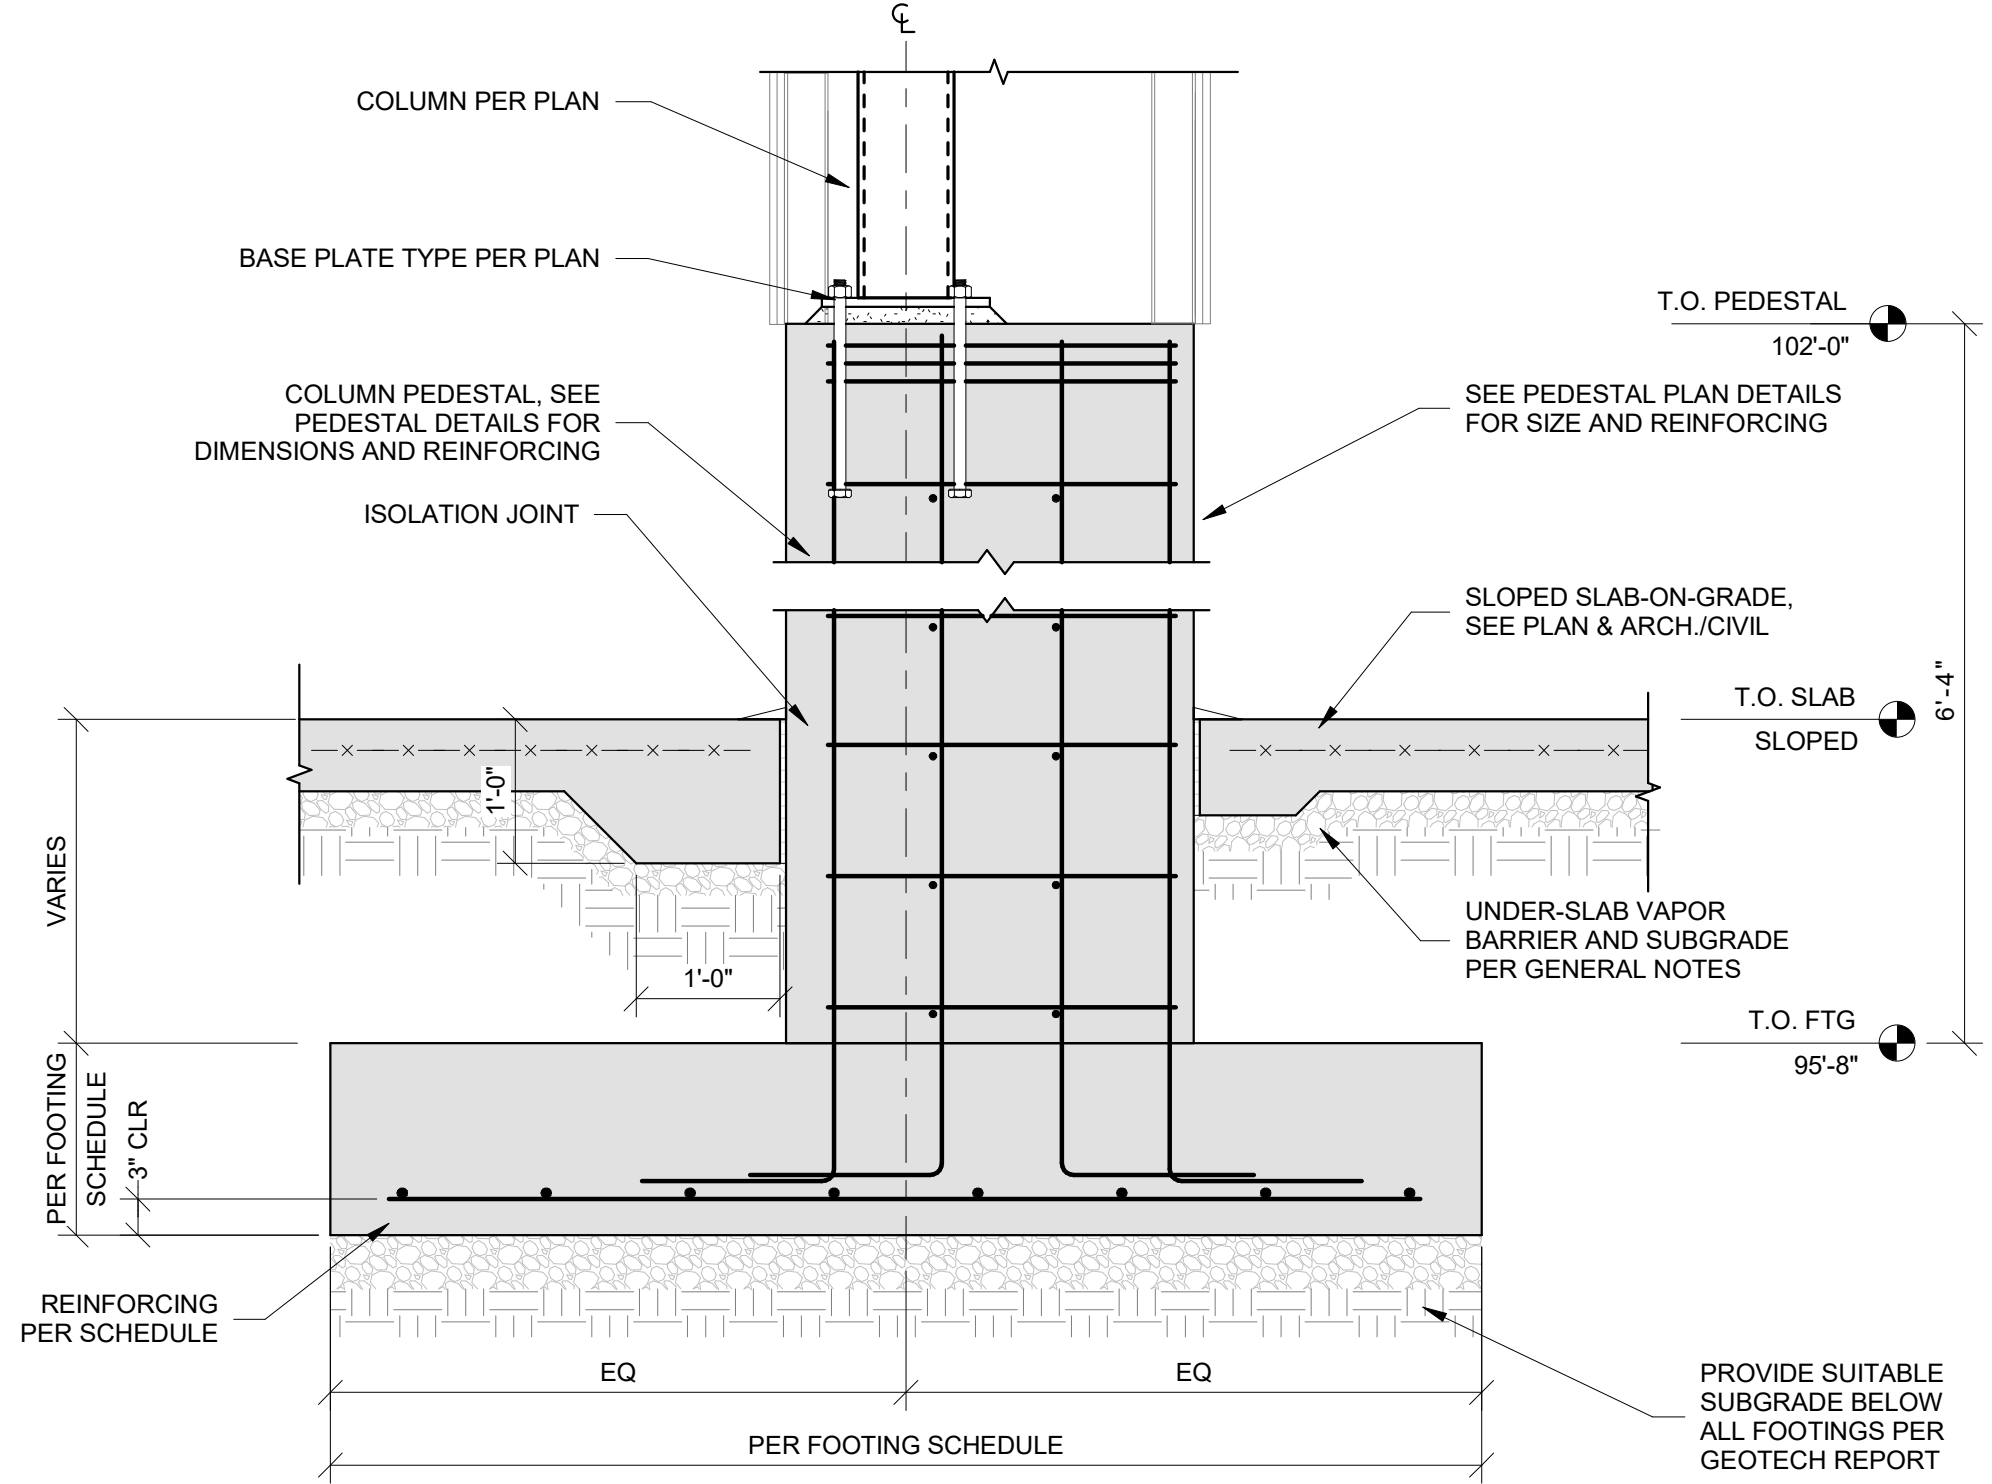 ℄
COLUMN PER PLAN
BASE PLATE TYPE PER PLAN
T.O. PEDESTAL
102'-0"
COLUMN PEDESTAL, SEE
PEDESTAL DETAILS FOR
DIMENSIONS AND REINFORCING
SEE PEDESTAL PLAN DETAILS
FOR SIZE AND REINFORCING
ISOLATION JOINT
SLOPED SLAB-ON-GRADE,
SEE PLAN & ARCH./CIVIL
6'-4"
T.O. SLAB
SLOPED
1'-0"
VARIES
UNDER-SLAB VAPOR
BARRIER AND SUBGRADE
PER GENERAL NOTES
1'-0"
T.O. FTG
95'-8"
PER FOOTING
SCHEDULE
3" CLR
REINFORCING
PER SCHEDULE
EQ
EQ
PROVIDE SUITABLE
SUBGRADE BELOW
ALL FOOTINGS PER
GEOTECH REPORT
PER FOOTING SCHEDULE